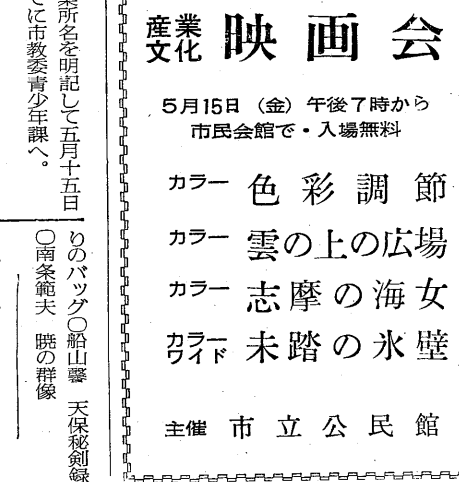 産業文化 映画会
5月15日（金）午後7時から
市民会館で・入場無料
カラー 色彩調節
カラー 雲の上の広場
カラー 志摩の海女
カラーワイド 未踏の氷壁
主催 市立公民館
業所名を明記して五月十五日
でに市教委青少年課へ。
りのバッグ〇船山馨 天保秘剣録
〇南条範夫 暁の群像